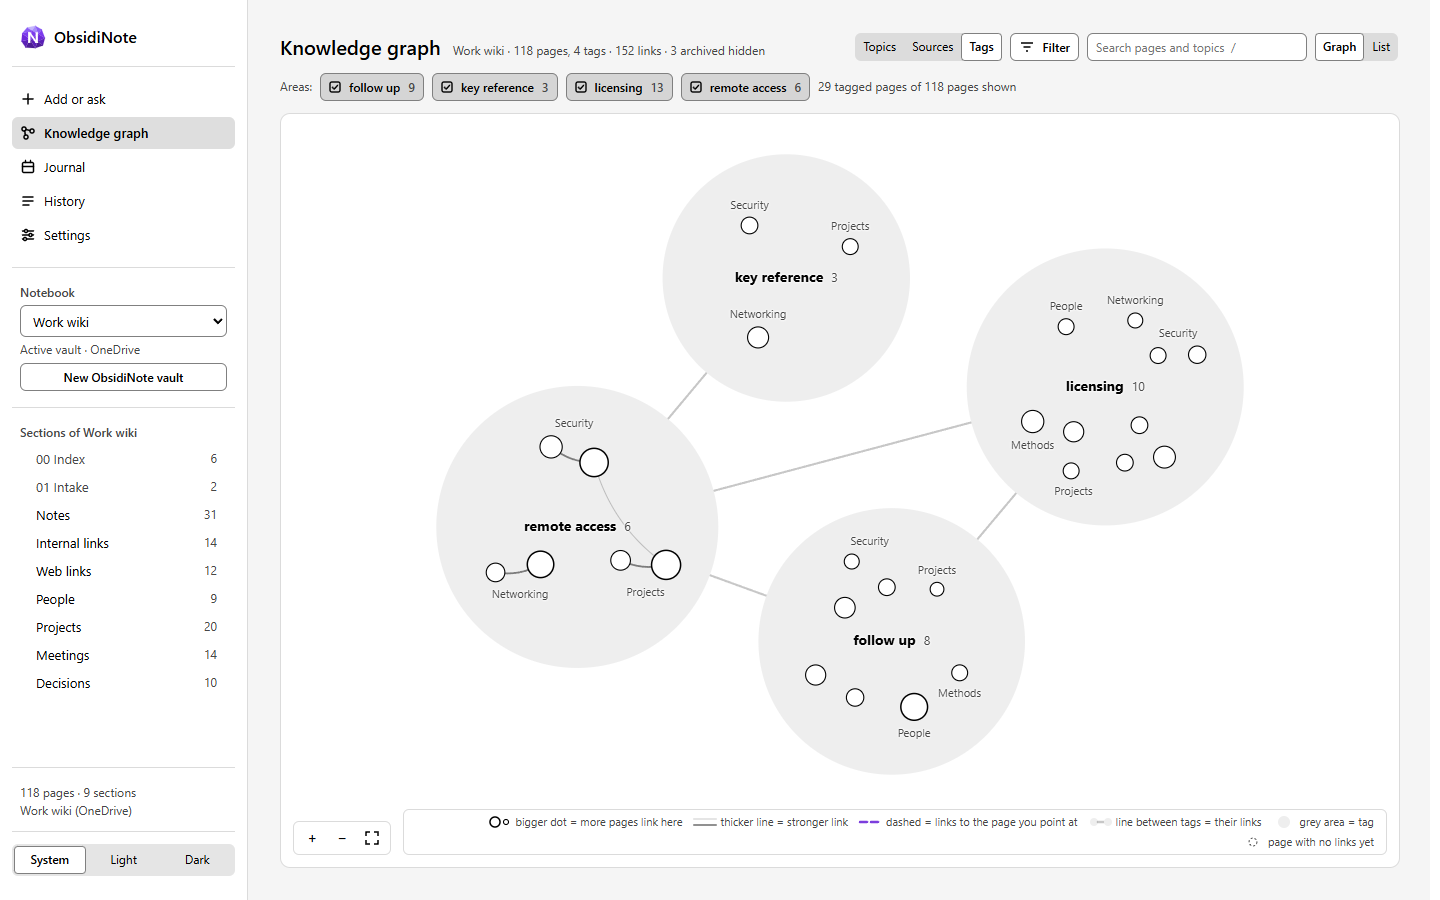 ObsidiNote
Add or ask
Knowledge graph
Journal
History
Settings
Notebook
Work wiki
Active vault · OneDrive
New ObsidiNote vault
Sections of Work wiki
00 Index 6
01 Intake 2
Notes 31
Internal links 14
Web links 12
People 9
Projects 20
Meetings 14
Decisions 10
118 pages · 9 sections
Work wiki (OneDrive)
System Light Dark
Knowledge graph Work wiki · 118 pages, 4 tags · 152 links · 3 archived hidden
Topics Sources Tags Filter Search pages and topics / Graph List
Areas: follow up 9 key reference 3 licensing 13 remote access 6 29 tagged pages of 118 pages shown
Security
Projects
key reference 3
Networking
People
Networking
Security
licensing 10
Methods
Projects
Security
remote access 6
Networking
Projects
Security
Projects
follow up 8
Methods
People
+ −
bigger dot = more pages link here thicker line = stronger link dashed = links to the page you point at line between tags = their links grey area = tag
page with no links yet